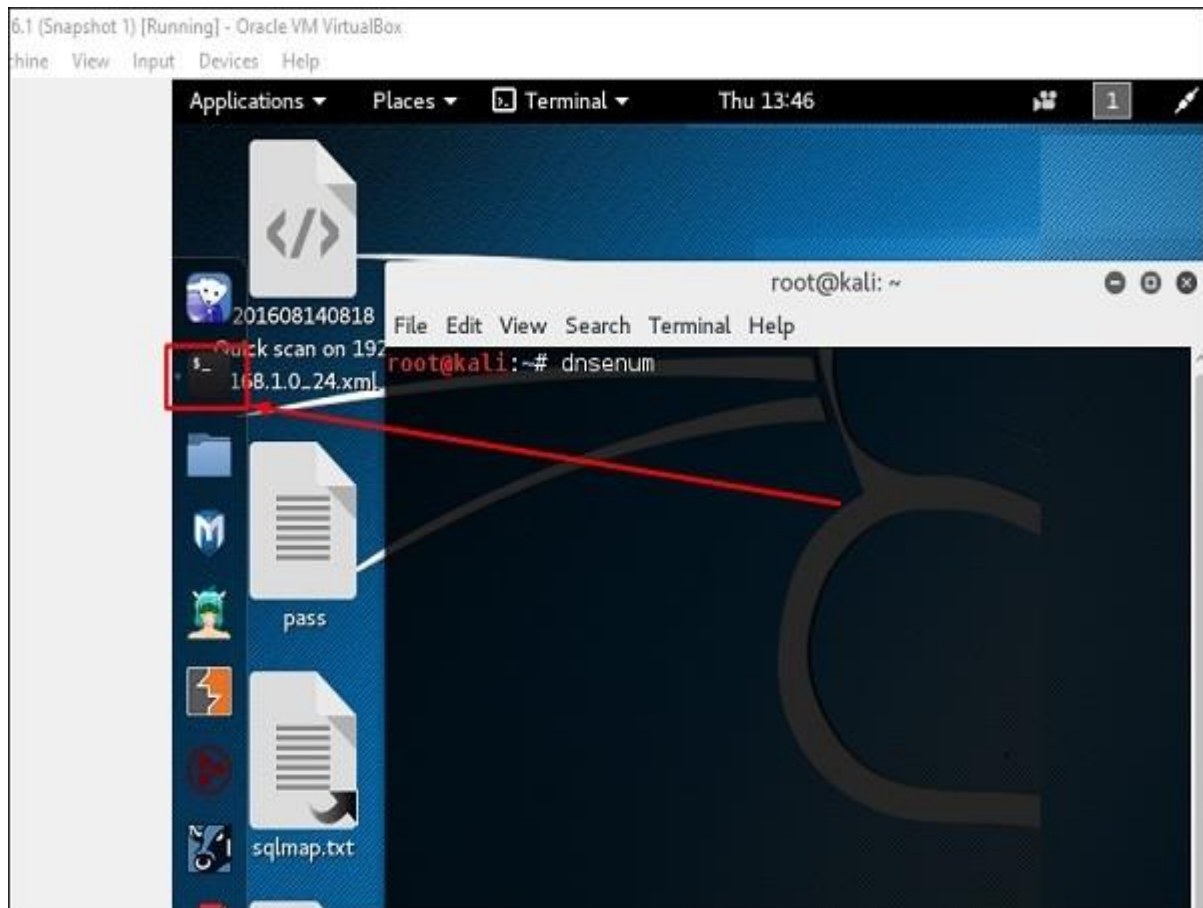 6.1 (Snapshot 1) [Running] - Oracle VM VirtualBox
chine View Input Devices Help
Applications Places Terminal Thu 13:46 1
</>
201608140818
Quick scan on 192
168.1.0_24.xml
root@kali: ~
File Edit View Search Terminal Help
$_
root@kali:~# dnsenum
M
pass
sqlmap.txt